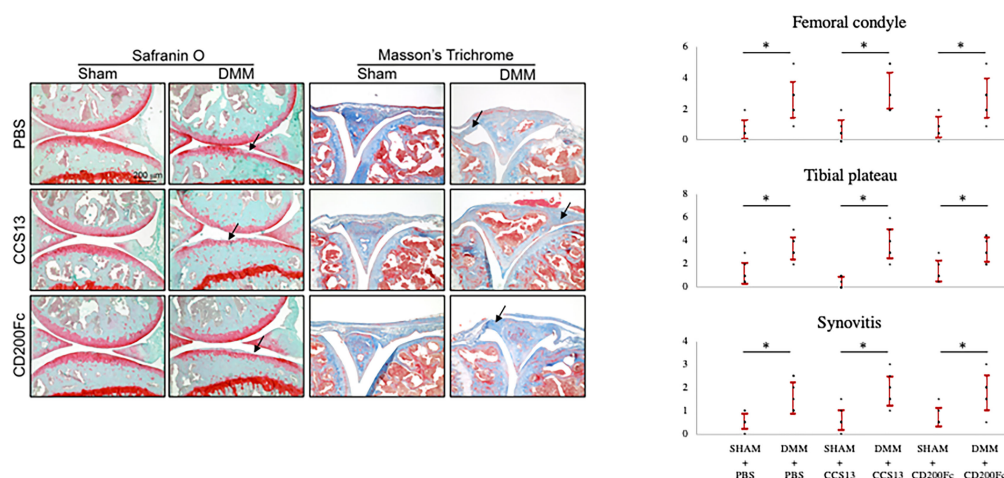 Safranin O
Masson's Trichrome
Sham DMM Sham DMM
PBS
200 µm
CCS13
CD200Fc
Femoral condyle
6
4
2
0
* * *
Tibial plateau
8
6
4
2
0
* * *
Synovitis
4
3
2
1
0
* * *
SHAM DMM SHAM DMM SHAM DMM
+ + + + + +
PBS PBS CCS13 CCS13 CD200Fc CD200Fc